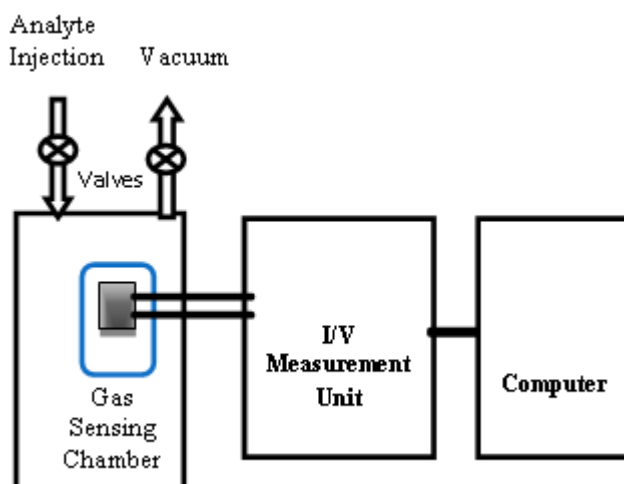 Analyte
Injection
Vacuum
Valves
Gas
Sensing
Chamber
I/V
Measurement
Unit
Computer